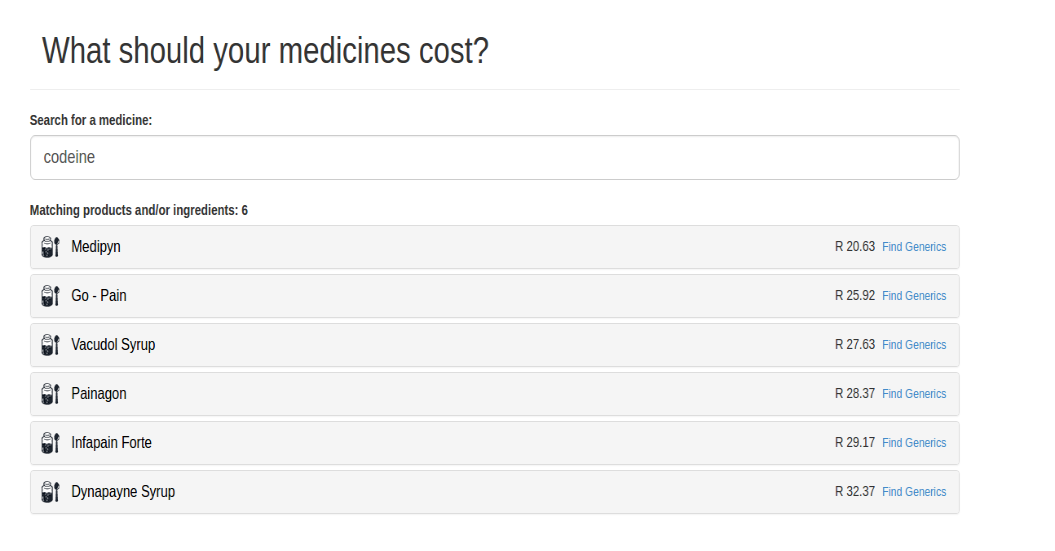 What should your medicines cost?
Search for a medicine:
codeine
Matching products and/or ingredients: 6
Medipyn R 20.63 Find Generics
Go - Pain R 25.92 Find Generics
Vacudol Syrup R 27.63 Find Generics
Painagon R 28.37 Find Generics
Infapain Forte R 29.17 Find Generics
Dynapayne Syrup R 32.37 Find Generics